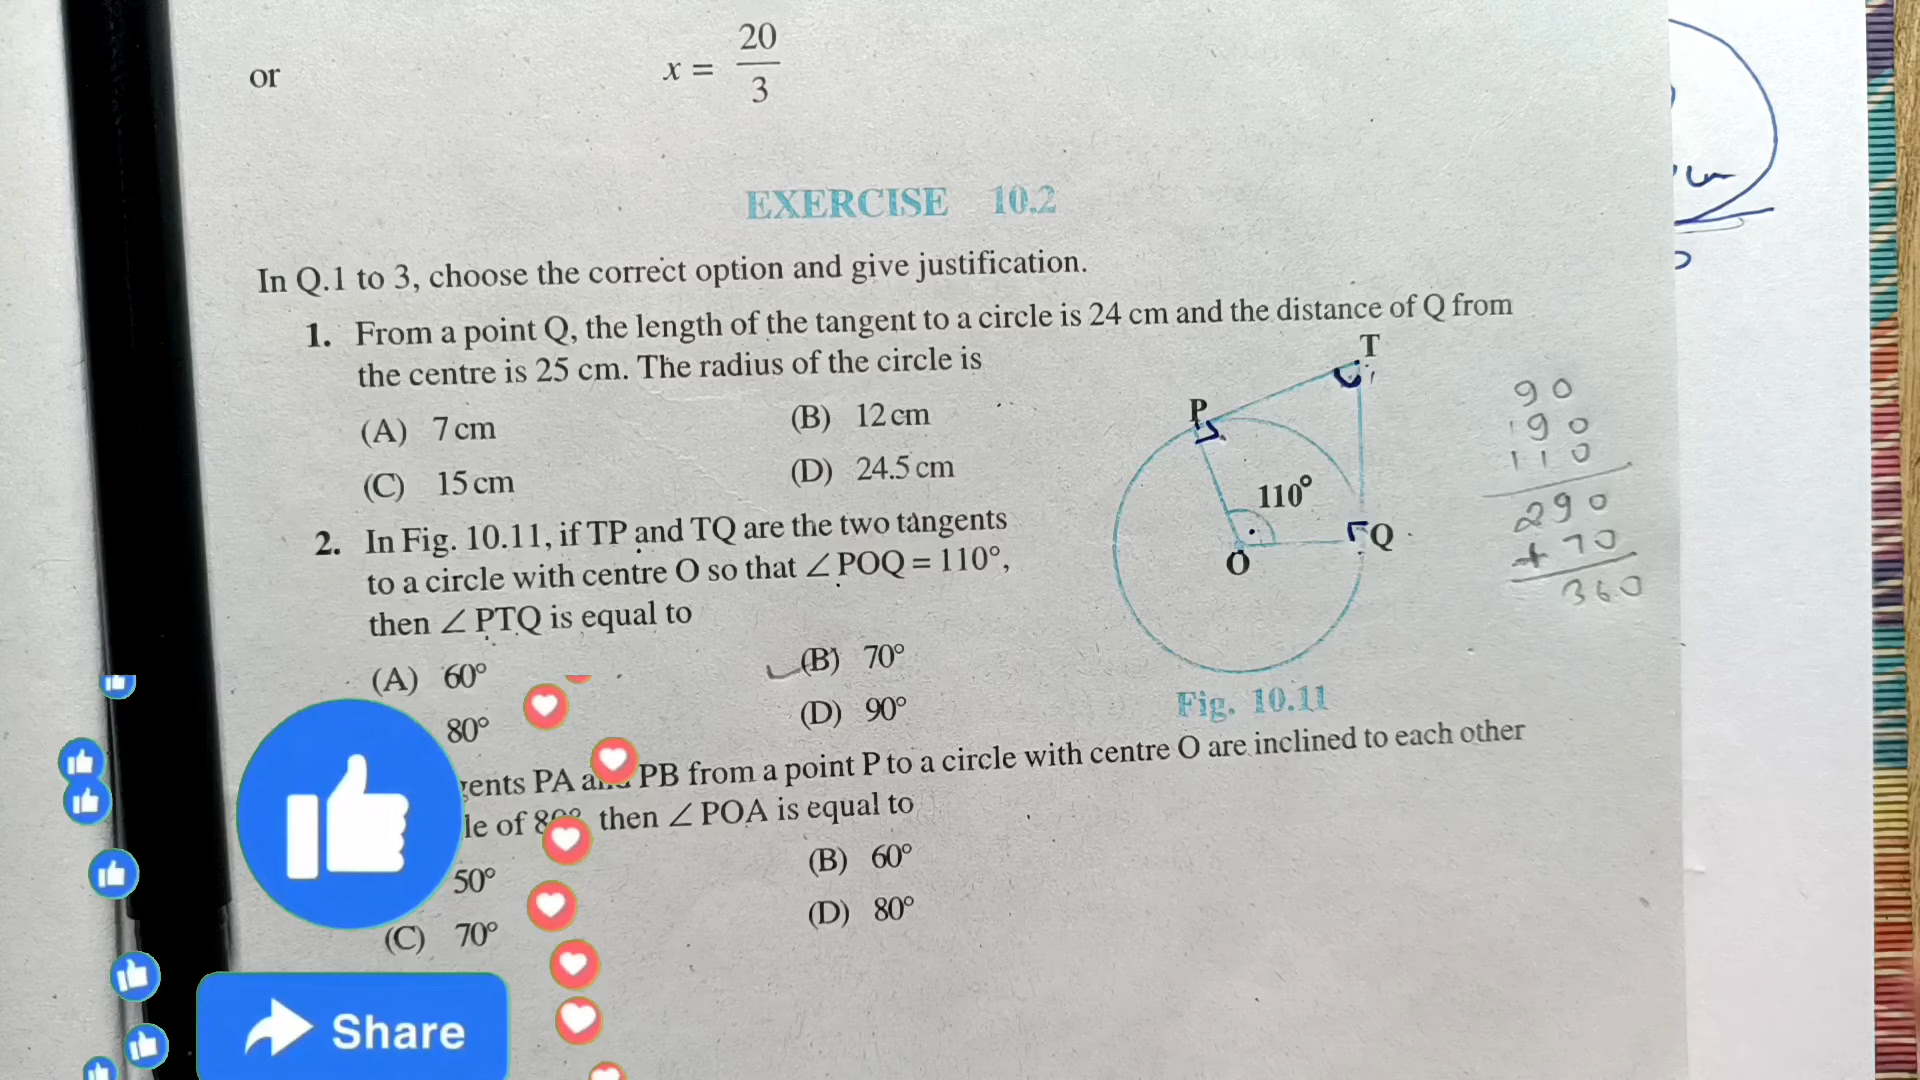 or
x = 20/3
EXERCISE 10.2
In Q.1 to 3, choose the correct option and give justification.
1. From a point Q, the length of the tangent to a circle is 24 cm and the distance of Q from
the centre is 25 cm. The radius of the circle is
(A) 7 cm
(B) 12 cm
(C) 15 cm
(D) 24.5 cm
2. In Fig. 10.11, if TP and TQ are the two tangents
to a circle with centre O so that ∠POQ = 110°,
then ∠PTQ is equal to
(A) 60°
(B) 70°
80°
(D) 90°
T
P
110°
O
Q
Fig. 10.11
90
90
110
290
+ 70
360
gents PA PB from a point P to a circle with centre O are inclined to each other
le of 80° then ∠POA is equal to
50°
(B) 60°
(C) 70°
(D) 80°
Share